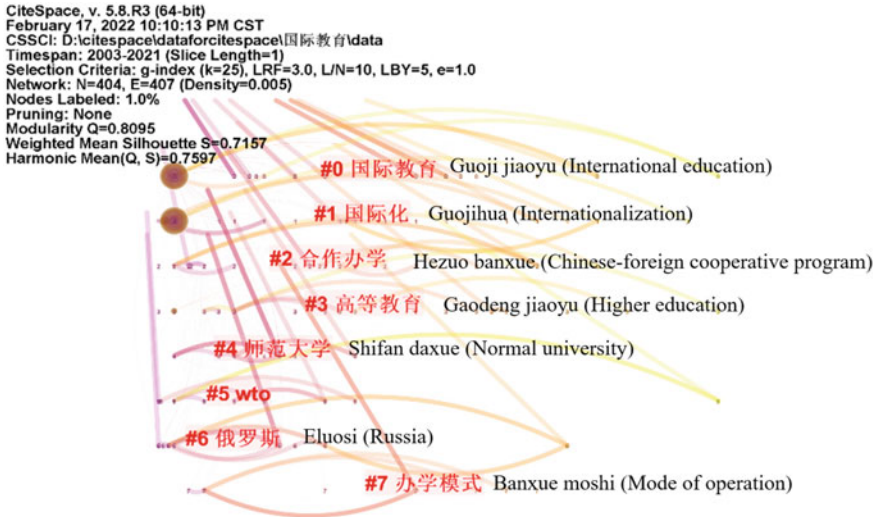 CiteSpace, v. 5.8.R3 (64-bit)
February 17, 2022 10:10:13 PM CST
CSSCI: D:\citespace\dataforcitespace\国际教育\data
Timespan: 2003-2021 (Slice Length=1)
Selection Criteria: g-index (k=25), LRF=3.0, L/N=10, LBY=5, e=1.0
Network: N=404, E=407 (Density=0.005)
Nodes Labeled: 1.0%
Pruning: None
Modularity Q=0.8095
Weighted Mean Silhouette S=0.7157
Harmonic Mean(Q, S)=0.7597
#0 国际教育 Guoji jiaoyu (International education)
#1 国际化 Guojihua (Internationalization)
#2 合作办学 Hezuo banxue (Chinese-foreign cooperative program)
#3 高等教育 Gaodeng jiaoyu (Higher education)
#4 师范大学 Shifan daxue (Normal university)
#5 wto
#6 俄罗斯 Eluosi (Russia)
#7 办学模式 Banxue moshi (Mode of operation)